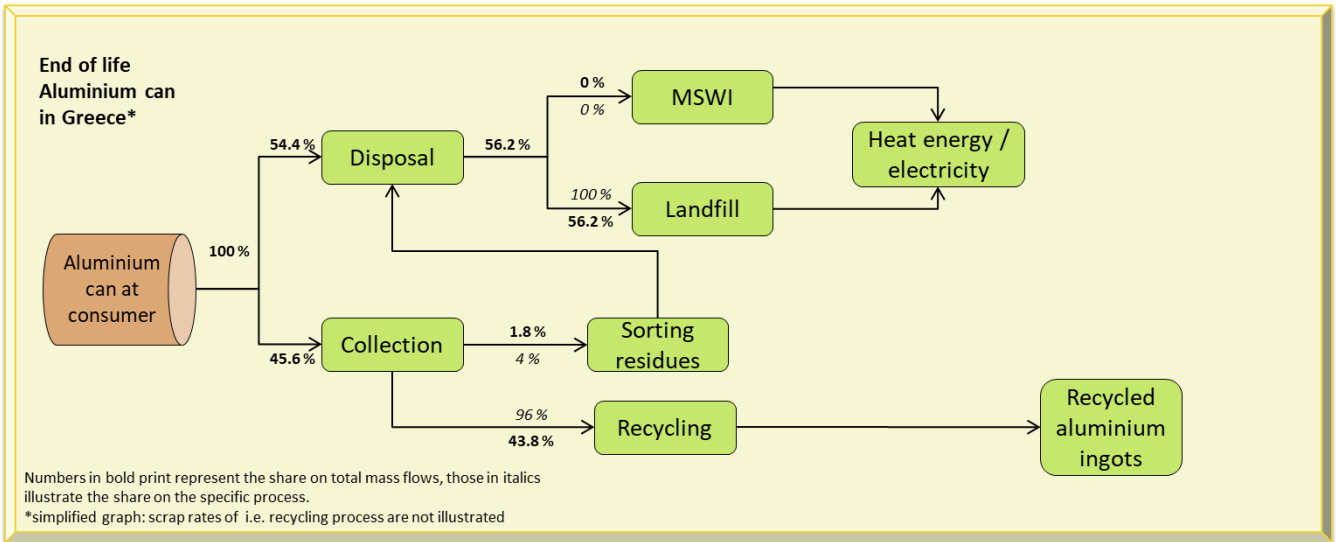 End of life
Aluminium can
in Greece*
0 %
0 %
MSWI
54.4 %
Disposal
56.2 %
Heat energy /
electricity
100 %
56.2 %
Landfill
100 %
Aluminium
can at
consumer
45.6 %
Collection
1.8 %
4 %
Sorting
residues
96 %
43.8 %
Recycling
Recycled
aluminium
ingots
Numbers in bold print represent the share on total mass flows, those in italics
illustrate the share on the specific process.
*simplified graph: scrap rates of i.e. recycling process are not illustrated